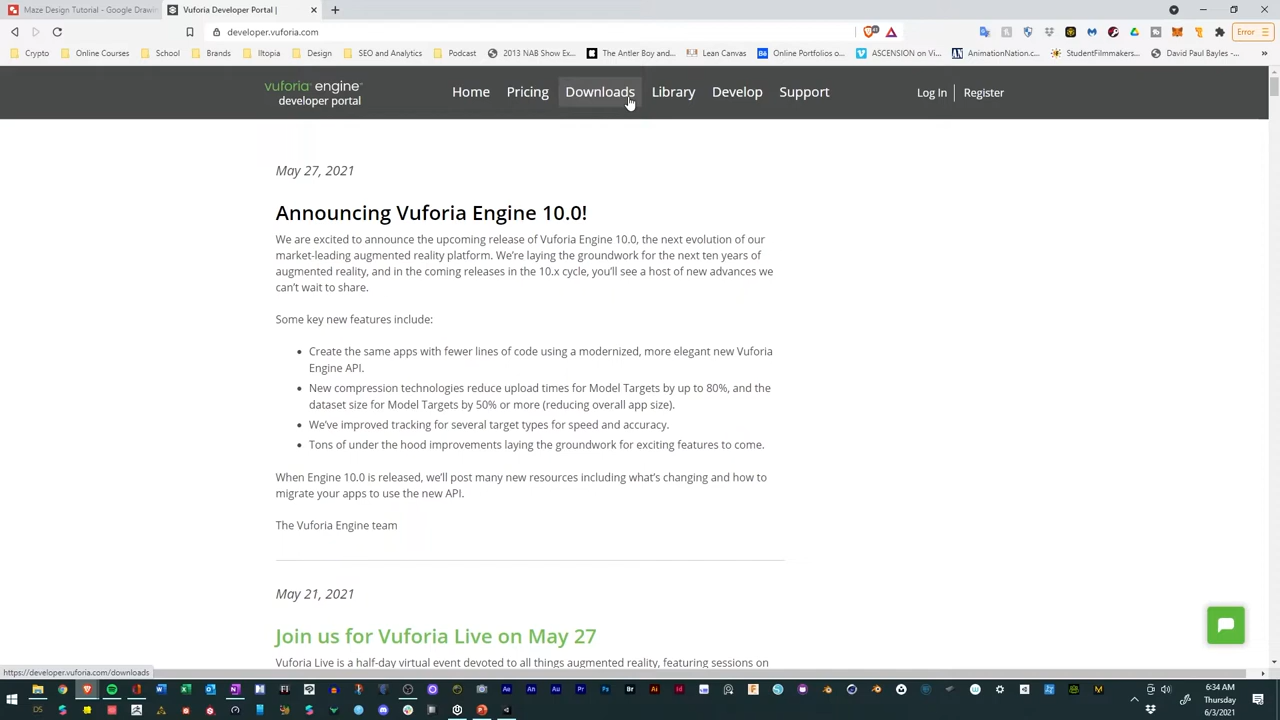 Maze Design Tutorial - Google Drawin
Vuforia Developer Portal |
developer.vuforia.com
Error
Crypto
Online Courses
School
Brands
Iltopia
Design
SEO and Analytics
Podcast
2013 NAB Show Ex...
The Antler Boy and...
Lean Canvas
Online Portfolios o...
ASCENSION on Vi...
AnimationNation.c...
StudentFilmmakers...
David Paul Bayles -...
vuforia engine™
developer portal
Home
Pricing
Downloads
Library
Develop
Support
Log In
Register
May 27, 2021
Announcing Vuforia Engine 10.0!
We are excited to announce the upcoming release of Vuforia Engine 10.0, the next evolution of our
market-leading augmented reality platform. We're laying the groundwork for the next ten years of
augmented reality, and in the coming releases in the 10.x cycle, you'll see a host of new advances we
can't wait to share.
Some key new features include:
• Create the same apps with fewer lines of code using a modernized, more elegant new Vuforia
Engine API.
• New compression technologies reduce upload times for Model Targets by up to 80%, and the
dataset size for Model Targets by 50% or more (reducing overall app size).
• We've improved tracking for several target types for speed and accuracy.
• Tons of under the hood improvements laying the groundwork for exciting features to come.
When Engine 10.0 is released, we'll post many new resources including what's changing and how to
migrate your apps to use the new API.
The Vuforia Engine team
May 21, 2021
Join us for Vuforia Live on May 27
Vuforia Live is a half-day virtual event devoted to all things augmented reality, featuring sessions on
https://developer.vuforia.com/downloads
6:34 AM
Thursday
6/3/2021